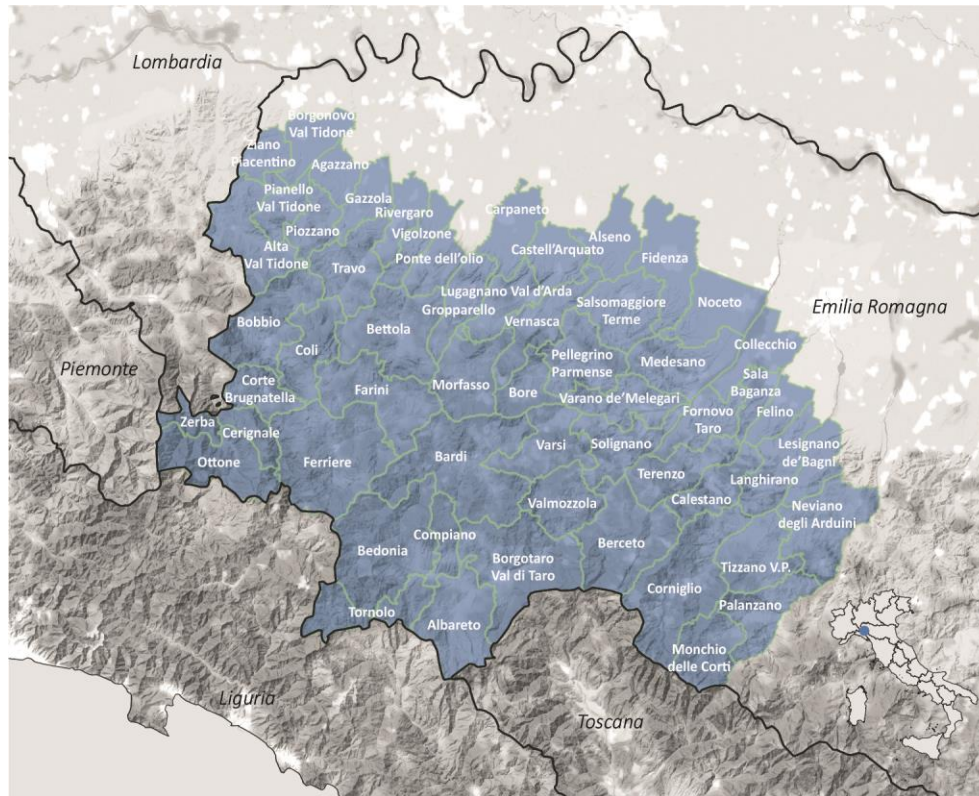 Lombardia
Borgonovo
Val Tidone
Ziano
Piacentino
Agazzano
Pianello
Val Tidone
Gazzola
Rivergaro
Carpaneto
Piozzano
Vigolzone
Alseno
Alta
Val Tidone
Travo
Ponte dell'olio
Castell'Arquato
Fidenza
Lugagnano Val d'Arda
Salsomaggiore
Terme
Noceto
Emilia Romagna
Gropparello
Bobbio
Bettola
Vernasca
Collecchio
Coli
Pellegrino
Parmense
Medesano
Piemonte
Corte
Brugnatella
Farini
Morfasso
Bore
Varano de'Melegari
Sala
Baganza
Zerba
Cerignale
Fornovo
Taro
Felino
Ottone
Ferriere
Bardi
Varsi
Solignano
Lesignano
de'Bagni
Terenzo
Langhirano
Valmozzola
Calestano
Neviano
degli Arduini
Bedonia
Compiano
Borgotaro
Val di Taro
Berceto
Tizzano V.P.
Corniglio
Tornolo
Albareto
Palanzano
Monchio
delle Corti
Liguria
Toscana